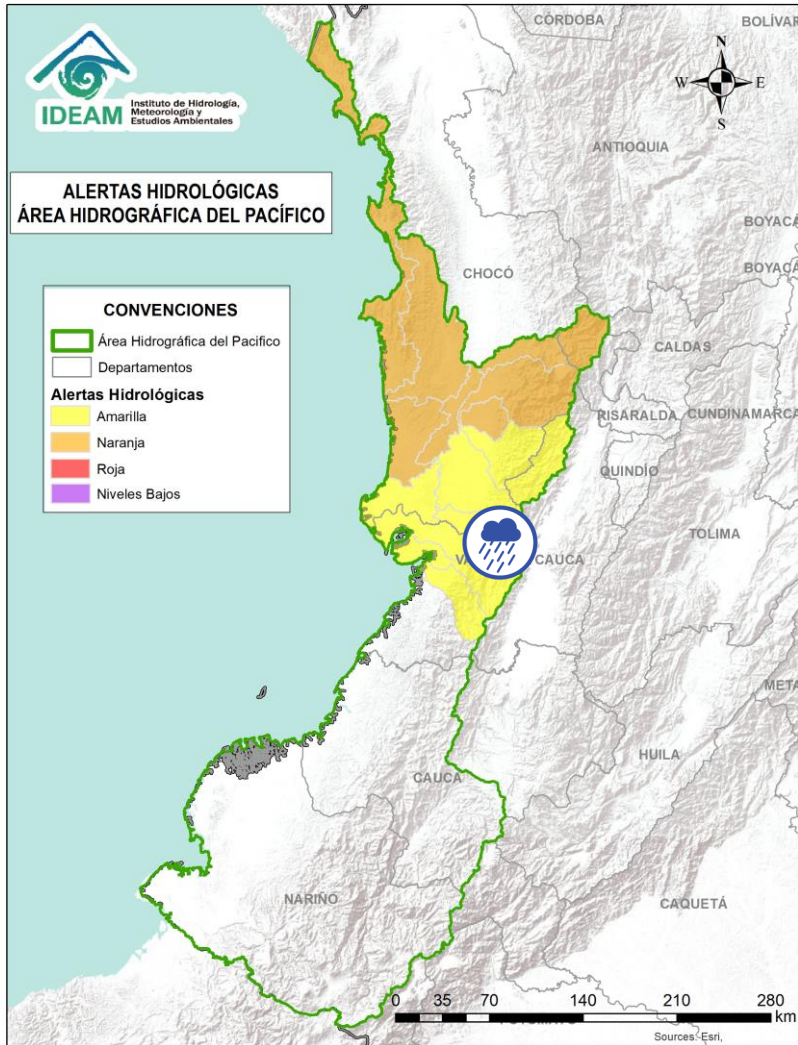 CÓRDOBA
BOLÍVAR
N
W E
S
IDEAM
Instituto de Hidrología,
Meteorología y
Estudios Ambientales
ANTIOQUIA
ALERTAS HIDROLÓGICAS
ÁREA HIDROGRÁFICA DEL PACÍFICO
BOYACÁ
BOYACÁ
CHOCÓ
CONVENCIONES
Área Hidrográfica del Pacifico
Departamentos
Alertas Hidrológicas
Amarilla
Naranja
Roja
Niveles Bajos
CALDAS
RISARALDA
CUNDINAMARCA
QUINDÍO
TOLIMA
CAUCA
META
HUILA
CAUCA
NARIÑO
CAQUETÁ
0 35 70 140 210 280
km
Sources: Esri,